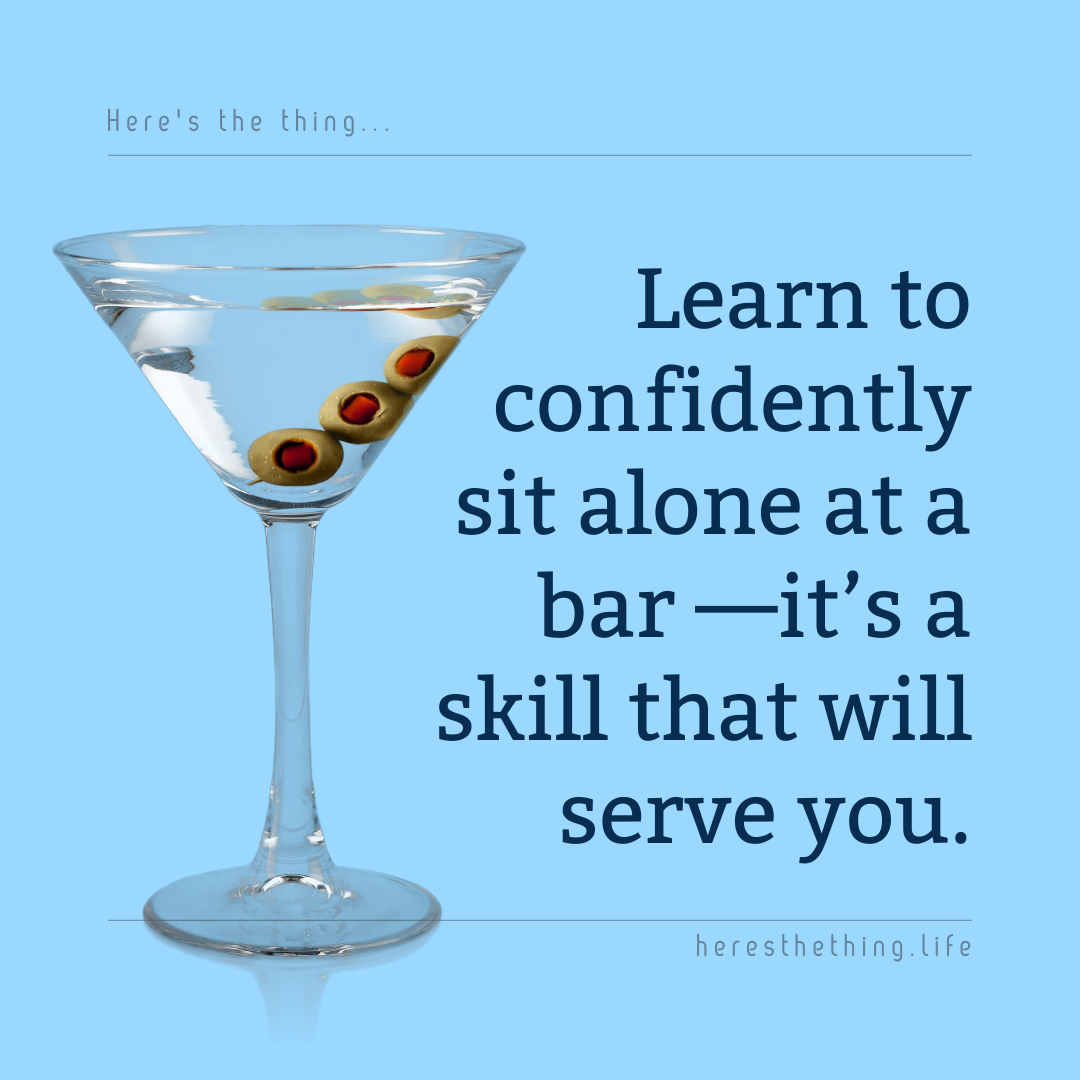 Here's the thing...
Learn to
confidently
sit alone at a
bar —it’s a
skill that will
serve you.
heresthething.life